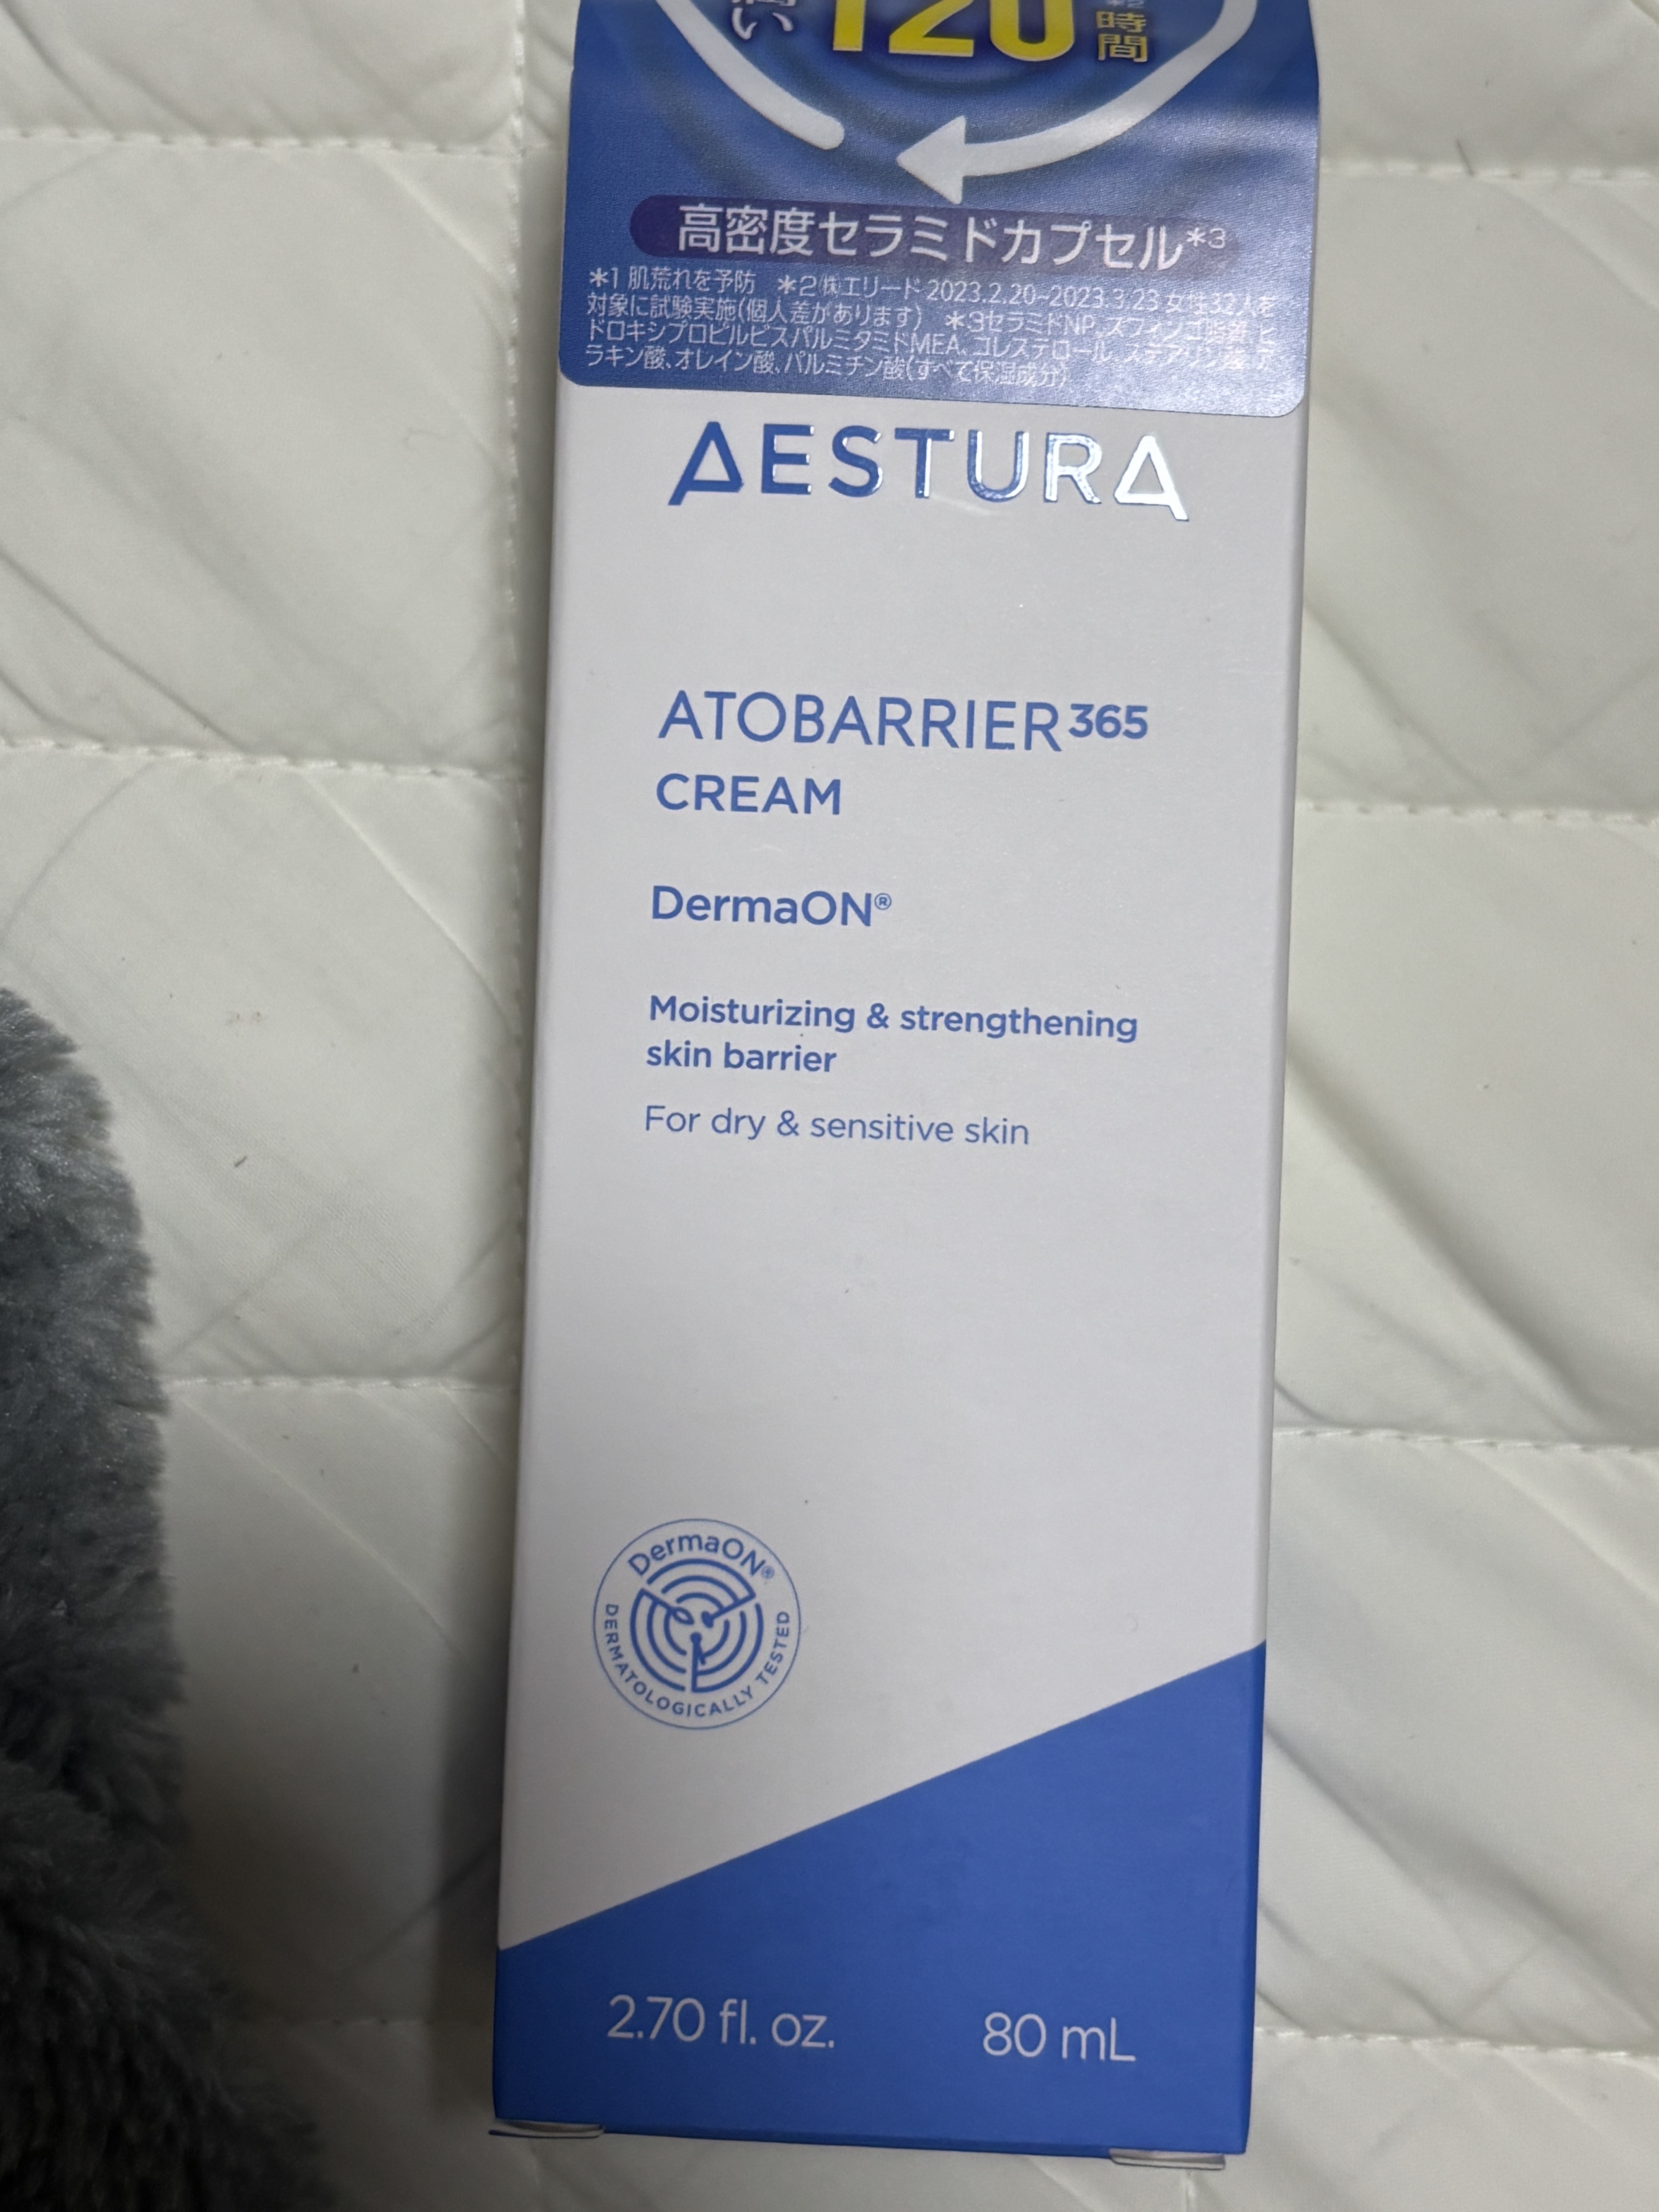 い 120 *2 時間
高密度セラミドカプセル*3
*1 肌荒れを予防 *2 ㈱エリード 2023.2.20~2023.3.23 女性32人を
対象に試験実施(個人差があります) *3セラミドNP、スフィンゴ脂質、ヒ
ドロキシプロピルビスパルミタミドMEA、コレステロール、ステアリン酸、ア
ラキン酸、オレイン酸、パルミチン酸(すべて保湿成分)
AESTURA
ATOBARRIER365
CREAM
DermaON®
Moisturizing & strengthening
skin barrier
For dry & sensitive skin
DermaON®
DERMATOLOGICALLY TESTED
2.70 fl. oz. 80 mL